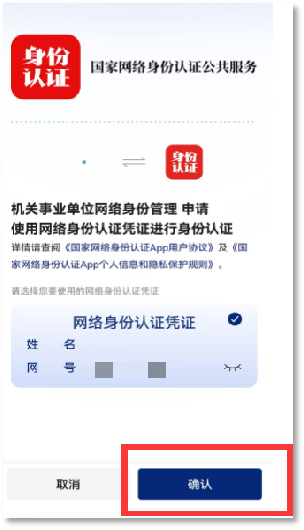 身份
认证
国家网络身份认证公共服务
身份
认证
机关事业单位网络身份管理 申请
使用网络身份认证凭证进行身份认证
详情请查阅《国家网络身份认证App用户协议》及《国
家网络身份认证App个人信息和隐私保护规则》。
请选择您要使用的网络身份认证凭证
网络身份认证凭证
姓 名
网 号
取消
确认